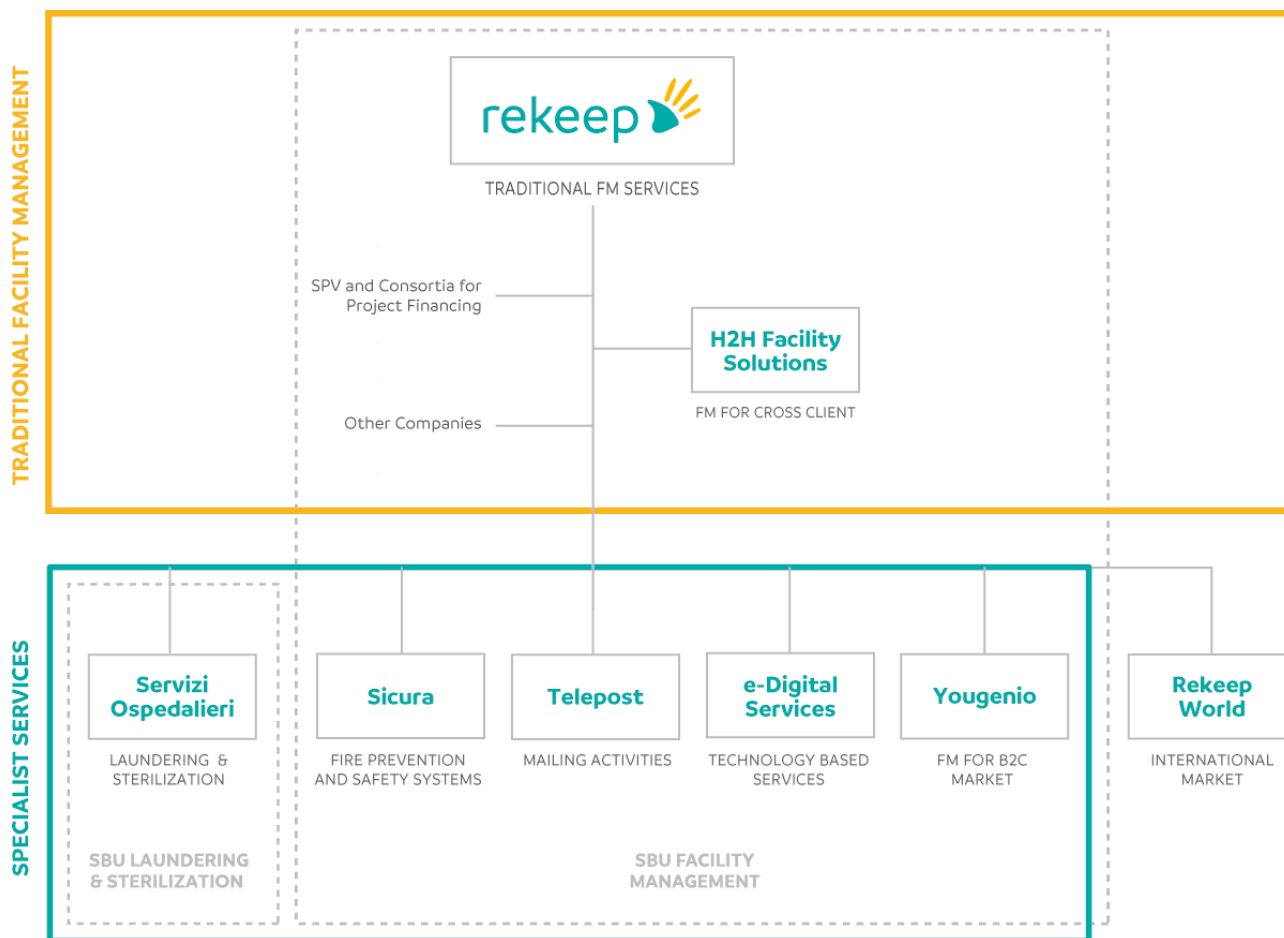 TRADITIONAL FACILITY MANAGEMENT
rekeep
TRADITIONAL FM SERVICES
SPV and Consortia for
Project Financing
H2H Facility
Solutions
FM FOR CROSS CLIENT
Other Companies
SPECIALIST SERVICES
Servizi
Ospedalieri
LAUNDERING &
STERILIZATION
Sicura
FIRE PREVENTION
AND SAFETY SYSTEMS
Telepost
MAILING ACTIVITIES
e-Digital
Services
TECHNOLOGY BASED
SERVICES
Yougenio
FM FOR B2C
MARKET
Rekeep
World
INTERNATIONAL
MARKET
SBU LAUNDERING
& STERILIZATION
SBU FACILITY
MANAGEMENT